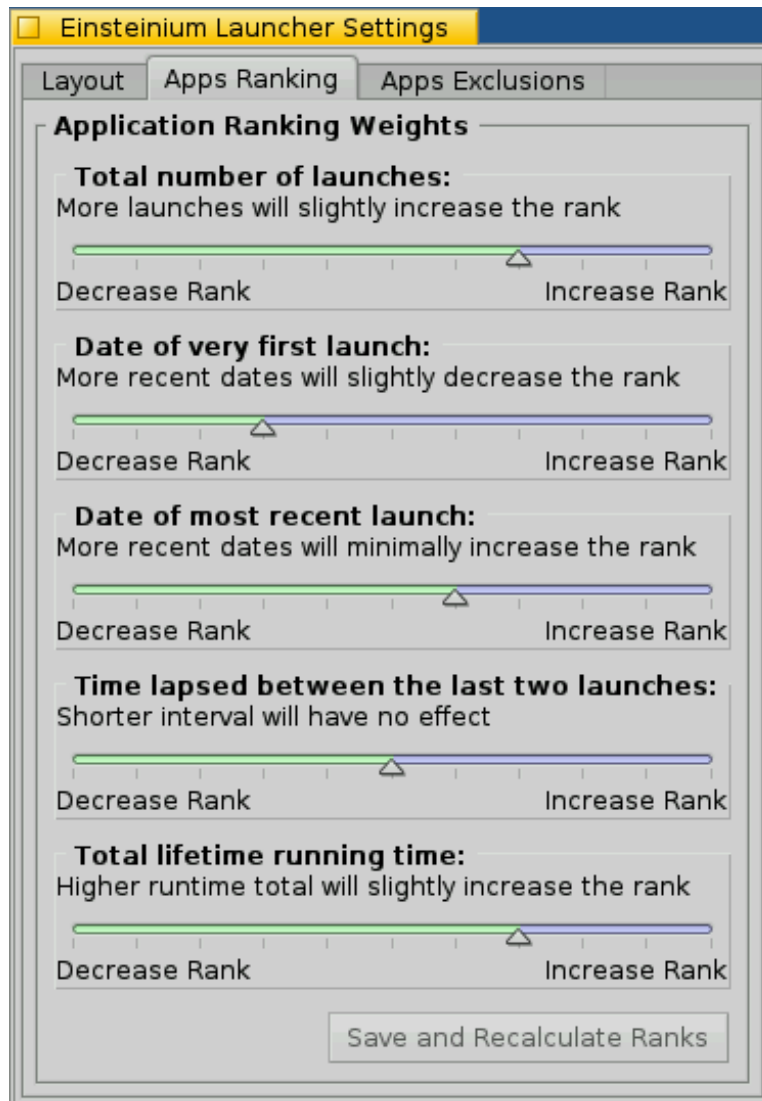 Einsteinium Launcher Settings
Layout Apps Ranking Apps Exclusions
Application Ranking Weights
Total number of launches:
More launches will slightly increase the rank
Decrease Rank Increase Rank
Date of very first launch:
More recent dates will slightly decrease the rank
Decrease Rank Increase Rank
Date of most recent launch:
More recent dates will minimally increase the rank
Decrease Rank Increase Rank
Time lapsed between the last two launches:
Shorter interval will have no effect
Decrease Rank Increase Rank
Total lifetime running time:
Higher runtime total will slightly increase the rank
Decrease Rank Increase Rank
Save and Recalculate Ranks